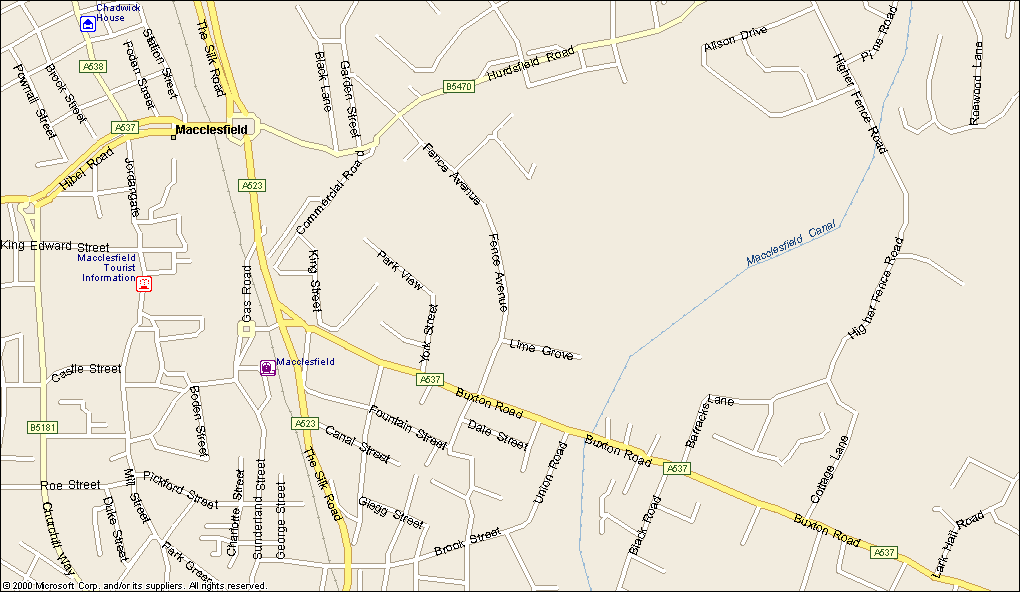 Chadwick
House
The Silk Road
Station Street
Foden Street
A538
Brook Street
Pownall Street
A537
Macclesfield
Hibel Road
Jordangate
King Edward Street
Macclesfield
Tourist
Information
A523
Gas Road
Black Lane
Garden Street
B5470
Hurdsfield Road
Commercial Road
Fence Avenue
Fence Avenue
King Street
Park View
York Street
Lime Grove
Alison Drive
Higher Fence Road
Rosewood Lane
Macclesfield Canal
Higher Fence Road
Macclesfield
Castle Street
Boden Street
B5181
A537
Buxton Road
A523
Fountain Street
Canal Street
Dale Street
Buxton Road
A537
Barracks Lane
Cottage Lane
Union Road
Black Road
The Silk Road
Roe Street
Pickford Street
Mill Street
Duke Street
Churchill Way
Charlotte Street
Sunderland Street
George Street
Park Green
Glegg Street
Brook Street
Buxton Road
A537
Lark Hall Road
© 2000 Microsoft Corp. and/or its suppliers. All rights reserved.